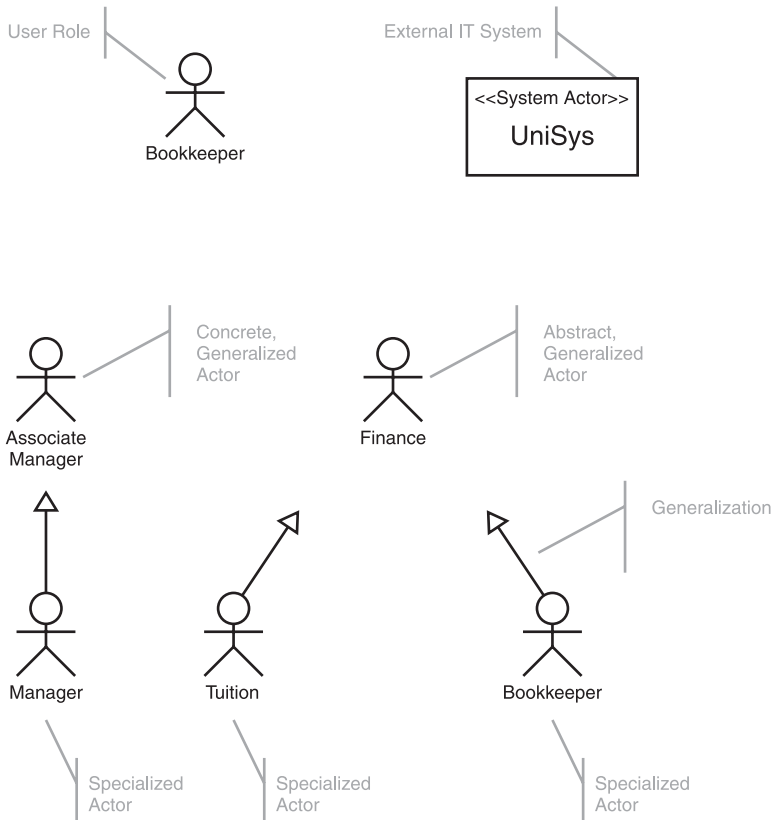 User Role
External IT System
<<System Actor>>
UniSys
Bookkeeper
Concrete,
Generalized
Actor
Abstract,
Generalized
Actor
Associate
Manager
Finance
Generalization
Manager
Tuition
Bookkeeper
Specialized
Actor
Specialized
Actor
Specialized
Actor